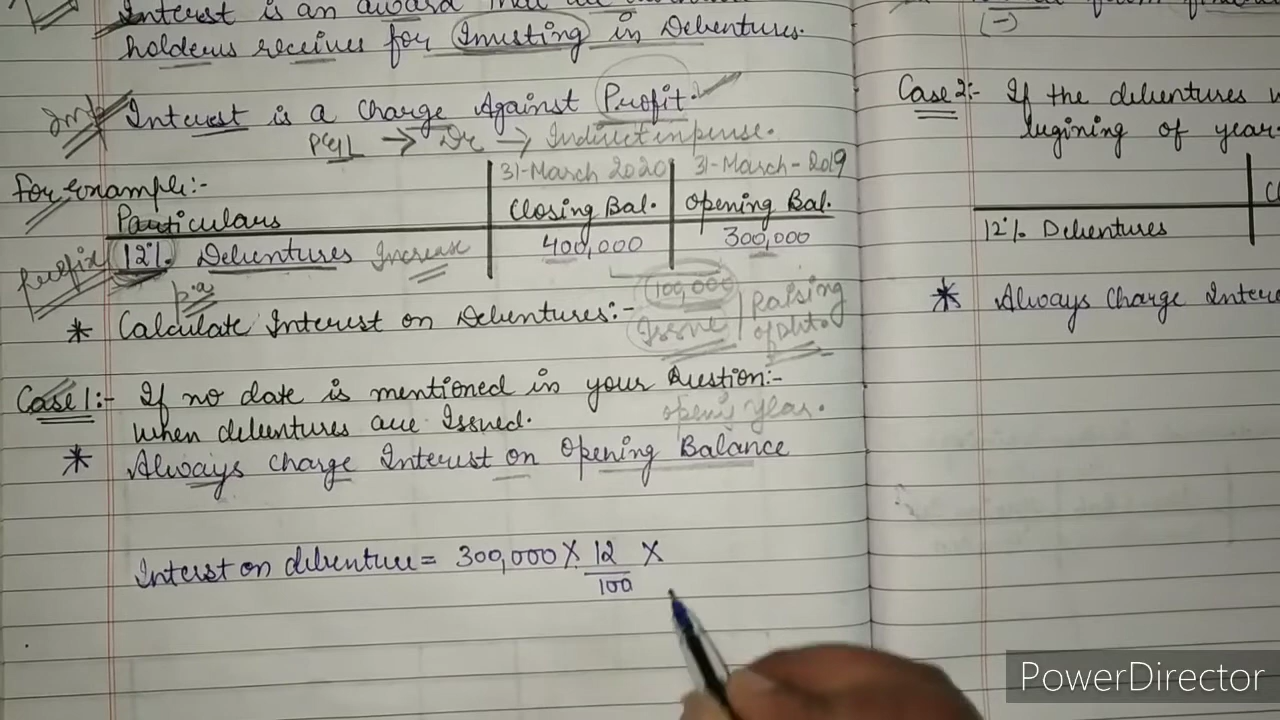 Interest is an award that
holders receives for Investing in Debentures.
Imp Interest is a charge Against Profit.
P&L → Dr → Indirect expense.
for example:-
31-March 2020 31-March-2019
Particulars Closing Bal. Opening Bal.
prefix 12% Debentures Increase 400,000 300,000
p.a
100,000
* Calculate Interest on Debentures:-
Issue Raising of Debt.
Case 1:- If no date is mentioned in your Question:-
when debentures are Issued. opening year.
* Always charge Interest on Opening Balance
Interst on debenture = 300,000 X 12/100 X
(-)
Case 2:- If the debentures
begining of year
12% Debentures
* Always charge Inter
PowerDirector